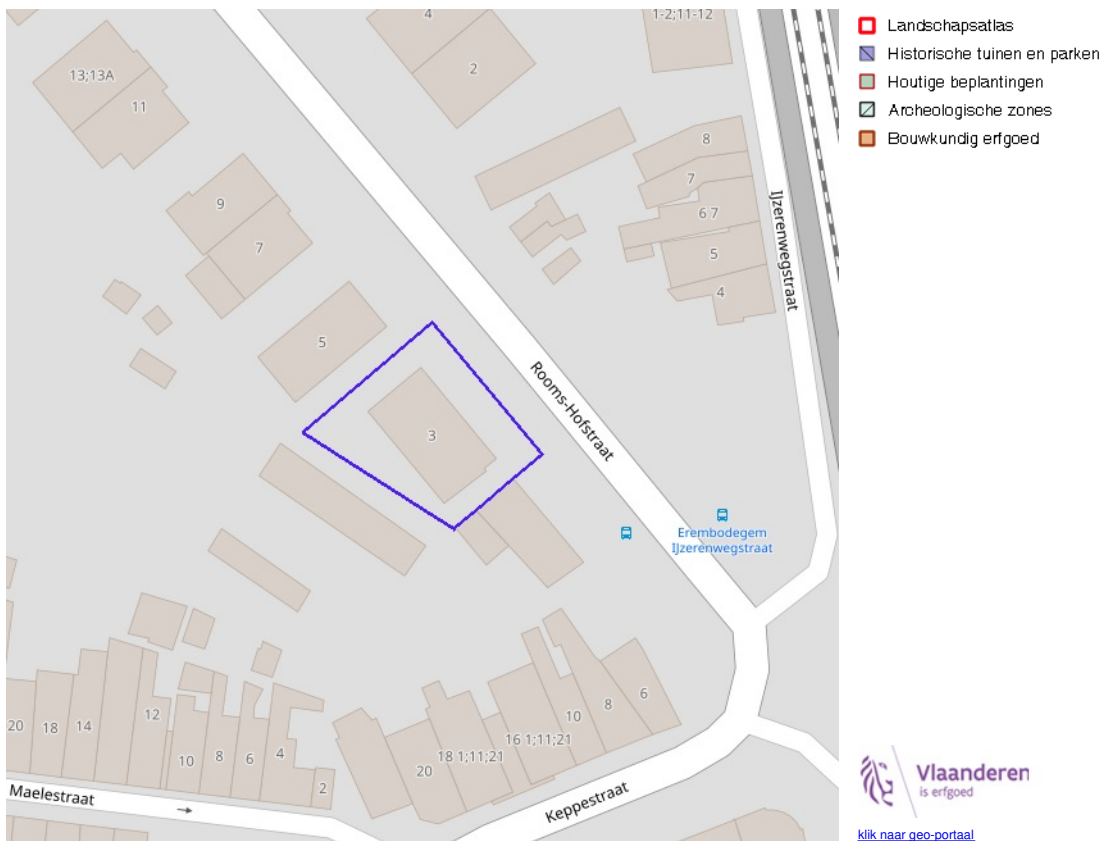 4
1-2;11-12
2
13;13A
11
8
7
6 7
5
4
9
7
5
3
IJzerenwegstraat
Rooms-Hofstraat
Erembodegem
IJzerenwegstraat
20
18
14
12
10
8
6
4
2
20
18 1;11;21
16 1;11;21
10
8
6
Maelestraat
→
Keppestraat
Landschapsatlas
Historische tuinen en parken
Houtige beplantingen
Archeologische zones
Bouwkundig erfgoed
Vlaanderen
is erfgoed
klik naar geo-portaal